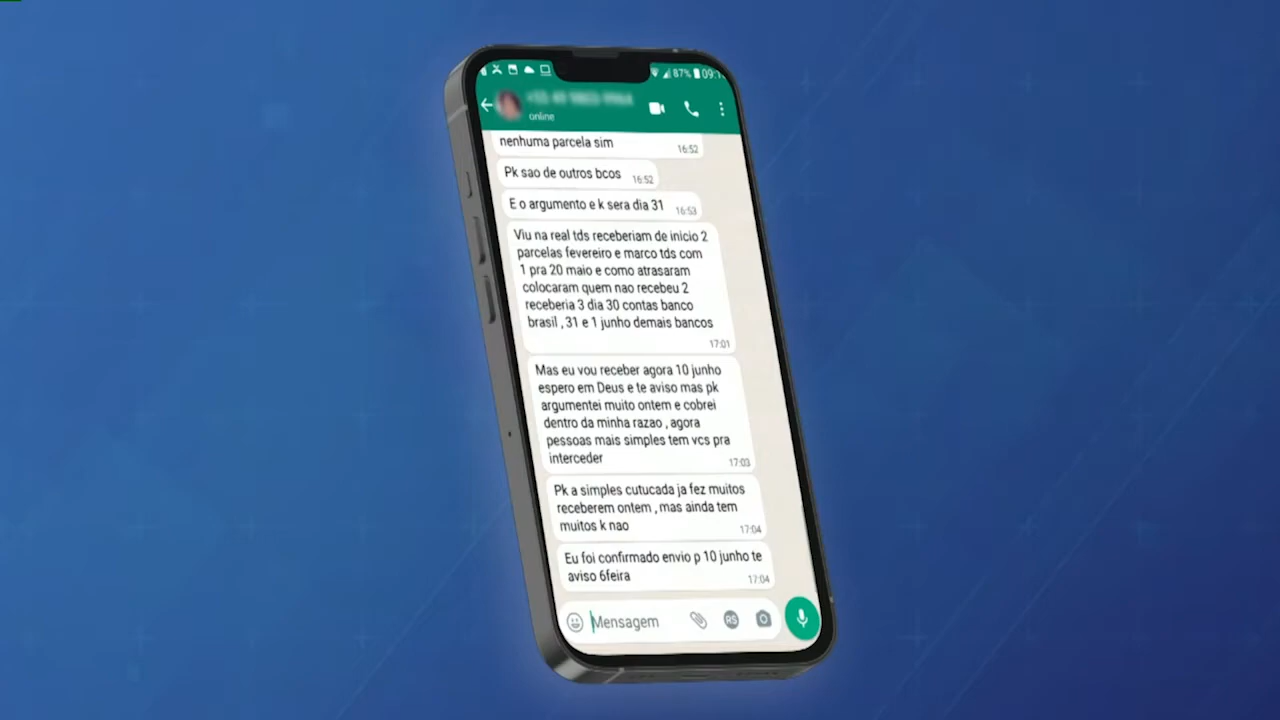 87% 09:1
online
nenhuma parcela sim
16:52
Pk sao de outros bcos 16:52
E o argumento e k sera dia 31 16:53
Viu na real tds receberiam de inicio 2
parcelas fevereiro e marco tds com
1 pra 20 maio e como atrasaram
colocaram quem nao recebeu 2
receberia 3 dia 30 contas banco
brasil , 31 e 1 junho demais bancos
17:01
Mas eu vou receber agora 10 junho
espero em Deus e te aviso mas pk
argumentei muito ontem e cobrei
dentro da minha razao , agora
pessoas mais simples tem vcs pra
interceder
17:03
Pk a simples cutucada ja fez muitos
receberem ontem , mas ainda tem
muitos k nao
17:04
Eu foi confirmado envio p 10 junho te
aviso 6feira
17:04
Mensagem R$